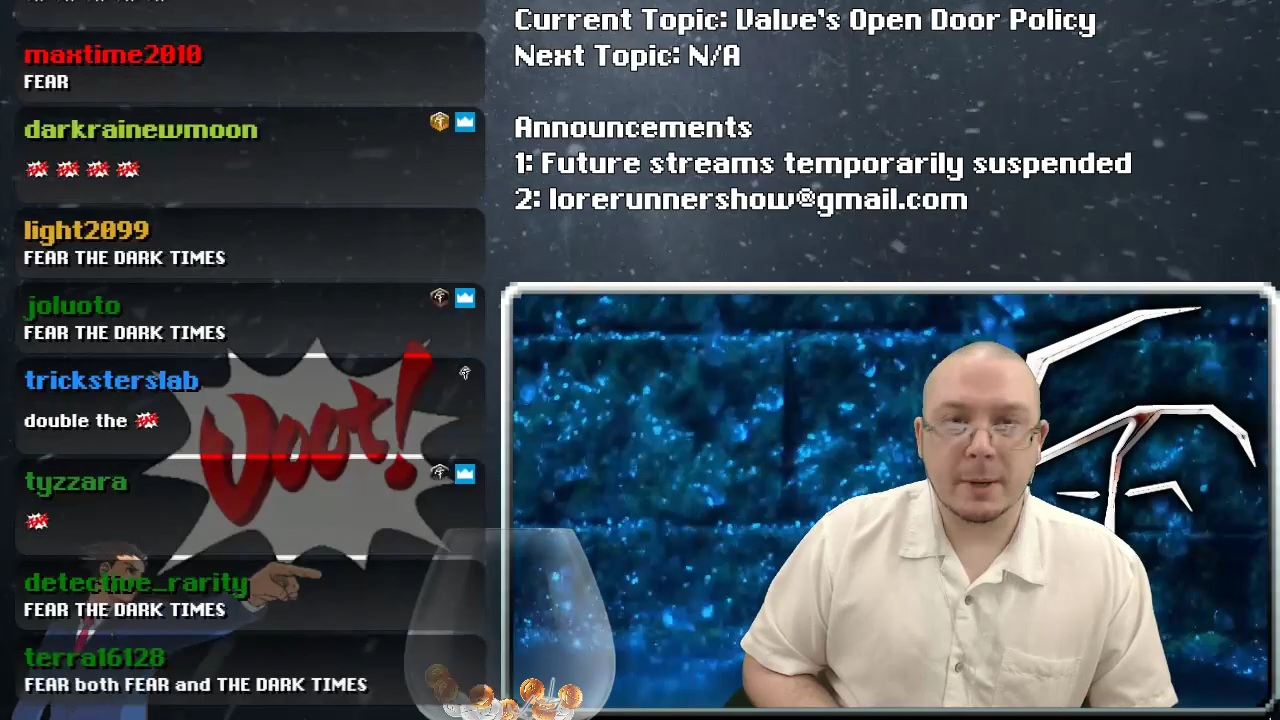 maxtime2010
FEAR
darkrainewmoon
light2099
FEAR THE DARK TIMES
joluoto
FEAR THE DARK TIMES
tricksterslab
double the
tyzzara
detective_rarity
FEAR THE DARK TIMES
terra16128
FEAR both FEAR and THE DARK TIMES
Woot!
Current Topic: Valve's Open Door Policy
Next Topic: N/A
Announcements
1: Future streams temporarily suspended
2: lorerunnershow@gmail.com